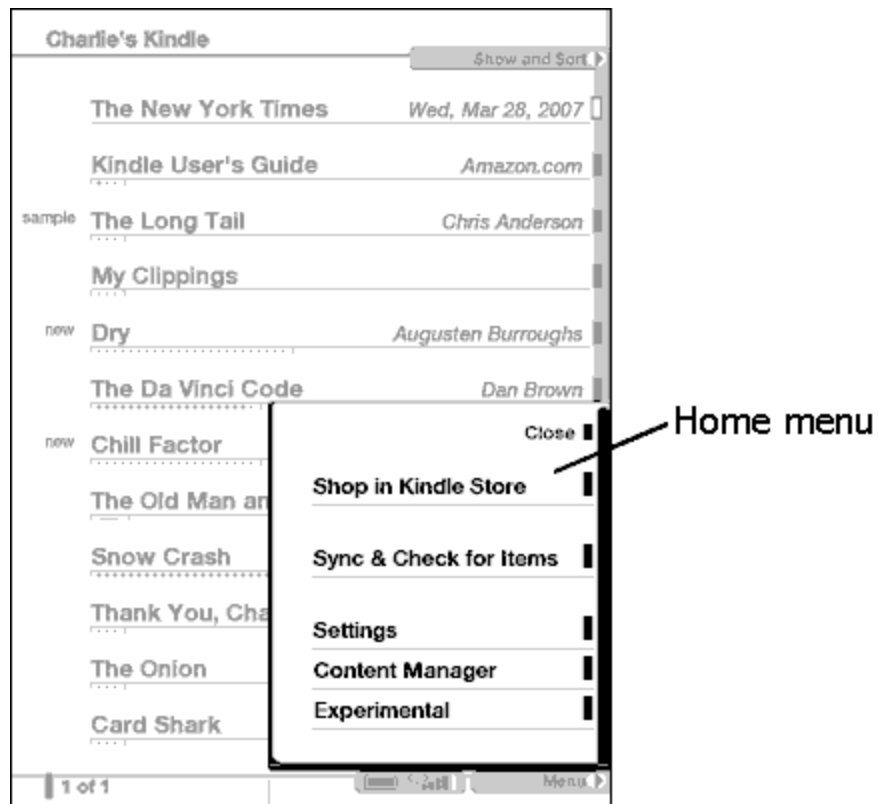 Charlie's Kindle
Show and Sort
The New York Times Wed, Mar 28, 2007
Kindle User's Guide Amazon.com
sample The Long Tail Chris Anderson
My Clippings
new Dry Augusten Burroughs
The Da Vinci Code Dan Brown
Close
Home menu
new Chill Factor
Shop in Kindle Store
The Old Man an
Snow Crash
Sync & Check for Items
Thank You, Cha
Settings
The Onion
Content Manager
Experimental
Card Shark
1 of 1
Menu